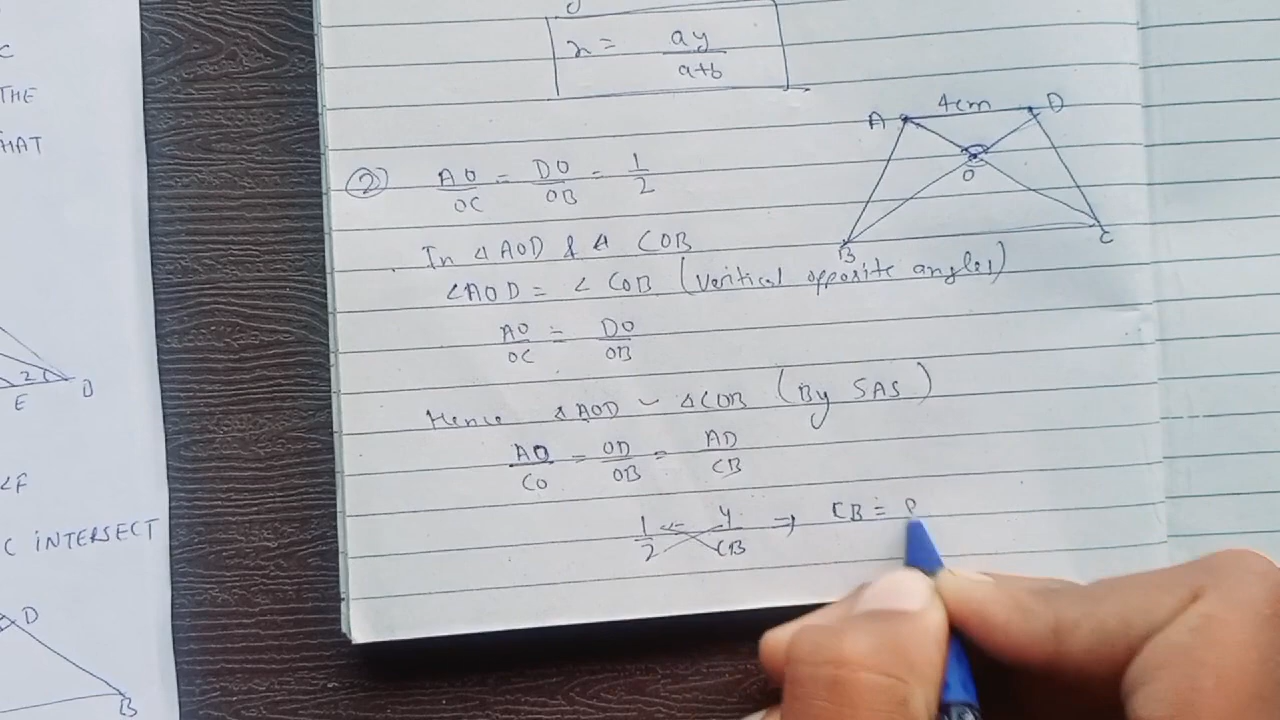 C
THE
HAT
2
E D
<F
C INTERSECT
D
B
x = ay/a+b
A 4cm D
O
B C
② AO/OC = DO/OB = 1/2
In △AOD & △ COB
∠AOD = ∠ COB (Veritical opposite angles)
AO/OC = DO/OB
Hence △AOD ~ △COB (By SAS)
AO/CO = OD/OB = AD/CB
1/2 = 4/CB ⇒ CB =